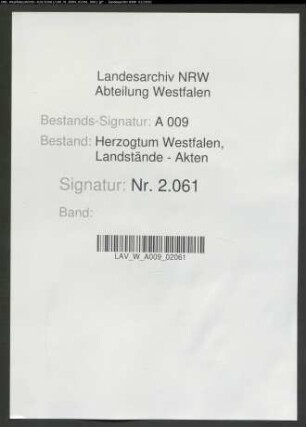 Landesarchiv NRW
Abteilung Westfalen
Bestands-Signatur: A 009
Bestand: Herzogtum Westfalen,
Landstände - Akten
Signatur: Nr. 2.061
Band:
LAV_W_A009_02061